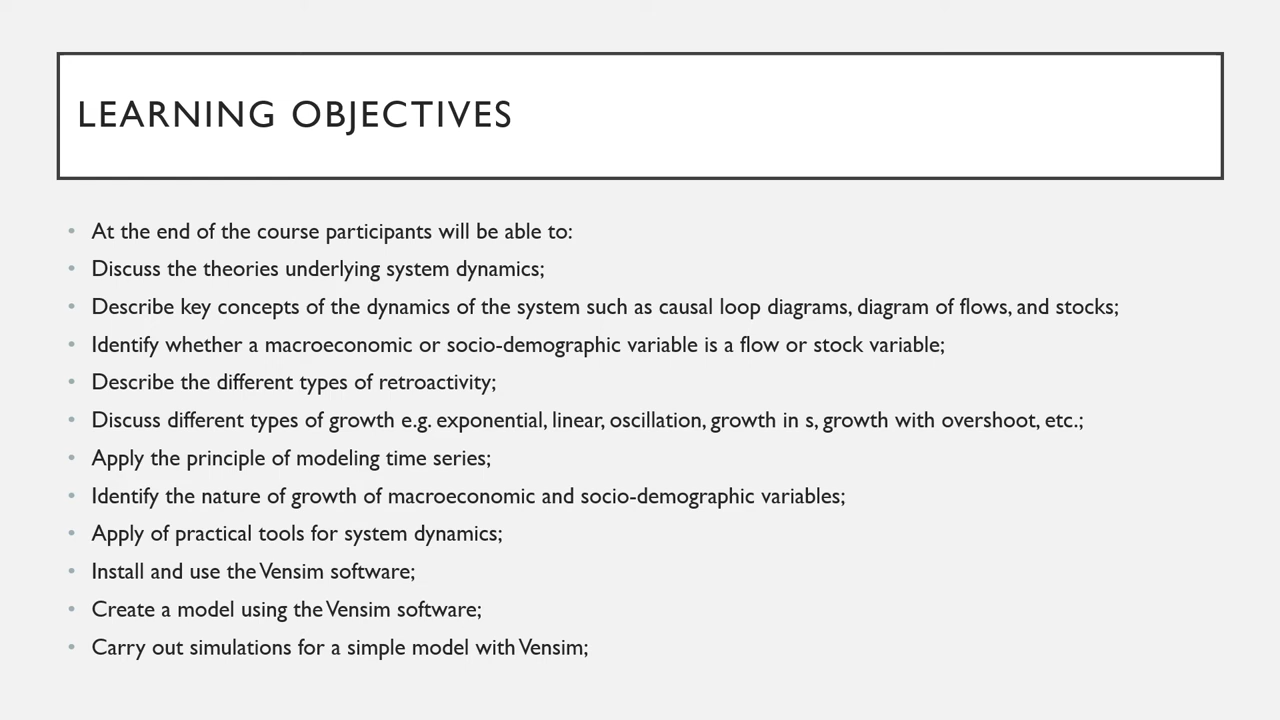 LEARNING OBJECTIVES
• At the end of the course participants will be able to:
• Discuss the theories underlying system dynamics;
• Describe key concepts of the dynamics of the system such as causal loop diagrams, diagram of flows, and stocks;
• Identify whether a macroeconomic or socio-demographic variable is a flow or stock variable;
• Describe the different types of retroactivity;
• Discuss different types of growth e.g. exponential, linear, oscillation, growth in s, growth with overshoot, etc.;
• Apply the principle of modeling time series;
• Identify the nature of growth of macroeconomic and socio-demographic variables;
• Apply of practical tools for system dynamics;
• Install and use the Vensim software;
• Create a model using the Vensim software;
• Carry out simulations for a simple model with Vensim;